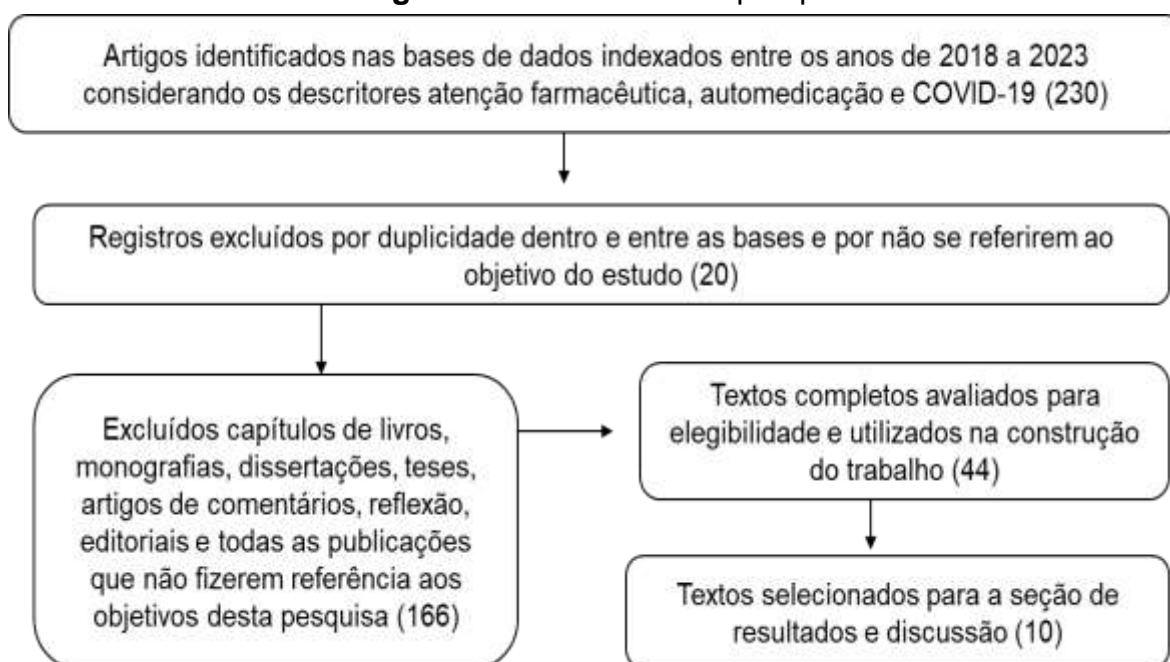 Artigos identificados nas bases de dados indexados entre os anos de 2018 a 2023
considerando os descritores atenção farmacêutica, automedicação e COVID-19 (230)
Registros excluídos por duplicidade dentro e entre as bases e por não se referirem ao
objetivo do estudo (20)
Excluídos capítulos de livros,
monografias, dissertações, teses,
artigos de comentários, reflexão,
editoriais e todas as publicações
que não fizerem referência aos
objetivos desta pesquisa (166)
Textos completos avaliados para
elegibilidade e utilizados na construção
do trabalho (44)
Textos selecionados para a seção de
resultados e discussão (10)